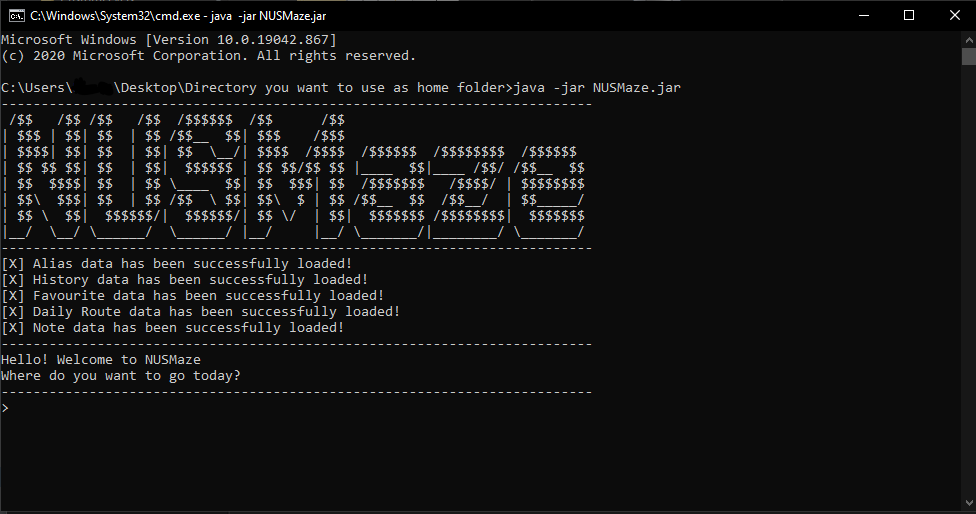 C:\Windows\System32\cmd.exe - java -jar NUSMaze.jar
Microsoft Windows [Version 10.0.19042.867]
(c) 2020 Microsoft Corporation. All rights reserved.
C:\Users\ \Desktop\Directory you want to use as home folder>java -jar NUSMaze.jar
--------------------------------------------------------------------------
 /$$   /$$ /$$   /$$  /$$$$$$  /$$      /$$
| $$$ | $$| $$  | $$ /$$__  $$| $$$    /$$$
| $$$$| $$| $$  | $$| $$  \__/| $$$$  /$$$$  /$$$$$$  /$$$$$$$$  /$$$$$$
| $$ $$ $$| $$  | $$|  $$$$$$ | $$ $$/$$ $$ |____  $$|____ /$$/ /$$__  $$
| $$  $$$$| $$  | $$ \____  $$| $$  $$$| $$  /$$$$$$$   /$$$$/ | $$$$$$$$
| $$\  $$$| $$  | $$ /$$  \ $$| $$\  $ | $$ /$$__  $$  /$$__/  | $$_____/
| $$ \  $$|  $$$$$$/|  $$$$$$/| $$ \/  | $$|  $$$$$$$ /$$$$$$$$|  $$$$$$$
|__/  \__/ \______/  \______/ |__/     |__/ \_______/|________/ \_______/
--------------------------------------------------------------------------
[X] Alias data has been successfully loaded!
[X] History data has been successfully loaded!
[X] Favourite data has been successfully loaded!
[X] Daily Route data has been successfully loaded!
[X] Note data has been successfully loaded!
--------------------------------------------------------------------------
Hello! Welcome to NUSMaze
Where do you want to go today?
--------------------------------------------------------------------------
>